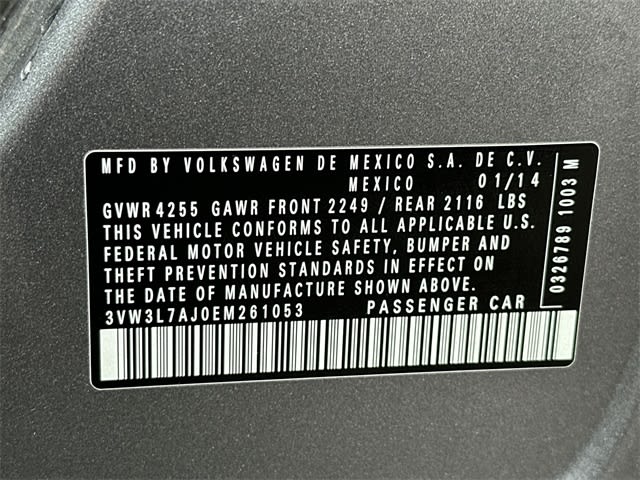 MFD BY VOLKSWAGEN DE MEXICO S.A. DE C.V.
MEXICO 01/14
GVWR 4255 GAWR FRONT 2249 / REAR 2116 LBS
THIS VEHICLE CONFORMS TO ALL APPLICABLE U.S.
FEDERAL MOTOR VEHICLE SAFETY, BUMPER AND
THEFT PREVENTION STANDARDS IN EFFECT ON
THE DATE OF MANUFACTURE SHOWN ABOVE.
3VW3L7AJ0EM261053 PASSENGER CAR
0326789 1003 M